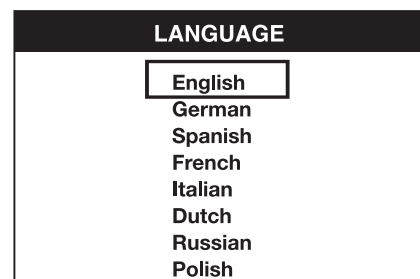 LANGUAGE
English
German
Spanish
French
Italian
Dutch
Russian
Polish